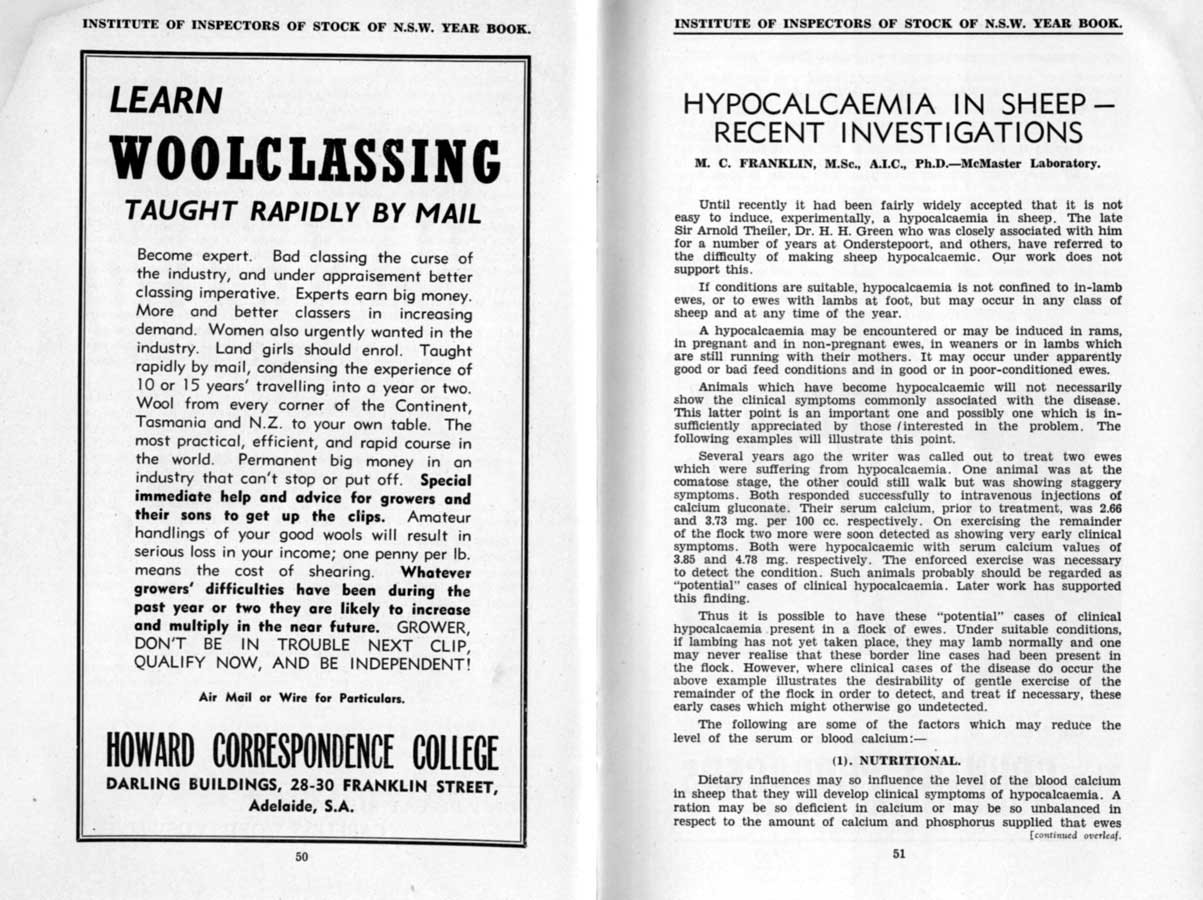 INSTITUTE OF INSPECTORS OF STOCK OF N.S.W. YEAR BOOK.
LEARN
WOOLCLASSING
TAUGHT RAPIDLY BY MAIL
Become expert. Bad classing the curse of
the industry, and under appraisement better
classing imperative. Experts earn big money.
More and better classers in increasing
demand. Women also urgently wanted in the
industry. Land girls should enrol. Taught
rapidly by mail, condensing the experience of
10 or 15 years' travelling into a year or two.
Wool from every corner of the Continent,
Tasmania and N.Z. to your own table. The
most practical, efficient, and rapid course in
the world. Permanent big money in an
industry that can't stop or put off. Special
immediate help and advice for growers and
their sons to get up the clips. Amateur
handlings of your good wools will result in
serious loss in your income; one penny per lb.
means the cost of shearing. Whatever
growers' difficulties have been during the
past year or two they are likely to increase
and multiply in the near future. GROWER,
DON'T BE IN TROUBLE NEXT CLIP,
QUALIFY NOW, AND BE INDEPENDENT!
Air Mail or Wire for Particulars.
HOWARD CORRESPONDENCE COLLEGE
DARLING BUILDINGS, 28-30 FRANKLIN STREET,
Adelaide, S.A.
50
INSTITUTE OF INSPECTORS OF STOCK OF N.S.W. YEAR BOOK.
HYPOCALCAEMIA IN SHEEP —
RECENT INVESTIGATIONS
M. C. FRANKLIN, M.Sc., A.I.C., Ph.D.—McMaster Laboratory.
Until recently it had been fairly widely accepted that it is not
easy to induce, experimentally, a hypocalcaemia in sheep. The late
Sir Arnold Theiler, Dr. H. H. Green who was closely associated with him
for a number of years at Onderstepoort, and others, have referred to
the difficulty of making sheep hypocalcaemic. Our work does not
support this.
If conditions are suitable, hypocalcaemia is not confined to in-lamb
ewes, or to ewes with lambs at foot, but may occur in any class of
sheep and at any time of the year.
A hypocalcaemia may be encountered or may be induced in rams,
in pregnant and in non-pregnant ewes, in weaners or in lambs which
are still running with their mothers. It may occur under apparently
good or bad feed conditions and in good or in poor-conditioned ewes.
Animals which have become hypocalcaemic will not necessarily
show the clinical symptoms commonly associated with the disease.
This latter point is an important one and possibly one which is in-
sufficiently appreciated by those interested in the problem. The
following examples will illustrate this point.
Several years ago the writer was called out to treat two ewes
which were suffering from hypocalcaemia. One animal was at the
comatose stage, the other could still walk but was showing staggery
symptoms. Both responded successfully to intravenous injections of
calcium gluconate. Their serum calcium, prior to treatment, was 2.66
and 3.73 mg. per 100 cc. respectively. On exercising the remainder
of the flock two more were soon detected as showing very early clinical
symptoms. Both were hypocalcaemic with serum calcium values of
3.85 and 4.78 mg. respectively. The enforced exercise was necessary
to detect the condition. Such animals probably should be regarded as
"potential" cases of clinical hypocalcaemia. Later work has supported
this finding.
Thus it is possible to have these "potential" cases of clinical
hypocalcaemia present in a flock of ewes. Under suitable conditions,
if lambing has not yet taken place, they may lamb normally and one
may never realise that these border line cases had been present in
the flock. However, where clinical cases of the disease do occur the
above example illustrates the desirability of gentle exercise of the
remainder of the flock in order to detect, and treat if necessary, these
early cases which might otherwise go undetected.
The following are some of the factors which may reduce the
level of the serum or blood calcium:—
(1). NUTRITIONAL.
Dietary influences may so influence the level of the blood calcium
in sheep that they will develop clinical symptoms of hypocalcaemia. A
ration may be so deficient in calcium or may be so unbalanced in
respect to the amount of calcium and phosphorus supplied that ewes
[continued overleaf.
51